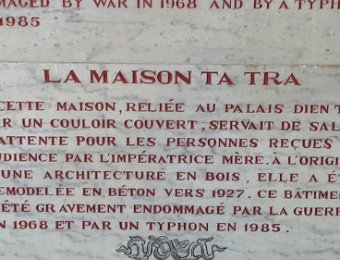 MAGED BY WAR IN 1968 AND BY A TYPH
1985
LA MAISON TA TRA
CETTE MAISON, RELIÉE AU PALAIS DIEN T
R UN COULOIR COUVERT, SERVAIT DE SAL
ATTENTE POUR LES PERSONNES REÇUES
UDIENCE PAR L'IMPÉRATRICE MÈRE. À L'ORIGI
UNE ARCHITECTURE EN BOIS, ELLE A ÉT
REMODELÉE EN BÉTON VERS 1927. CE BÂTIME
ÉTÉ GRAVEMENT ENDOMMAGÉ PAR LA GUERR
N 1968 ET PAR UN TYPHON EN 1985.